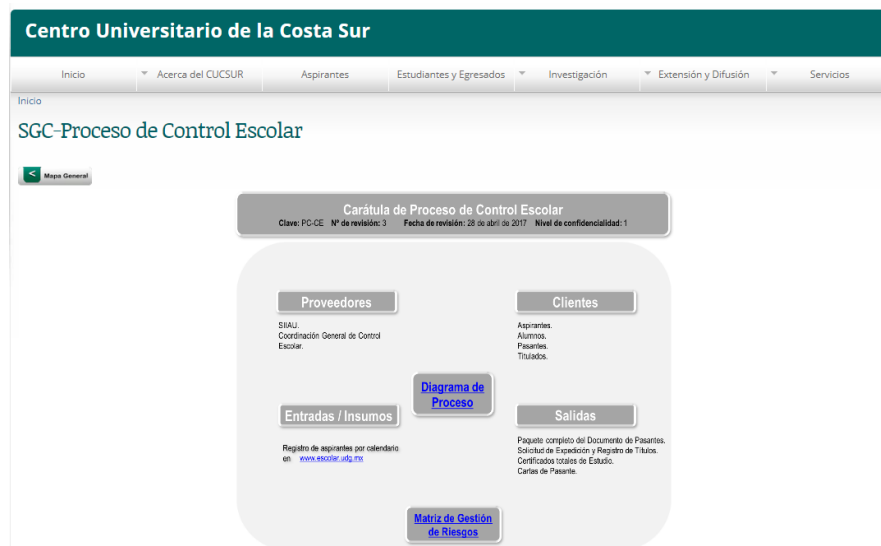 Centro Universitario de la Costa Sur
Inicio
Acerca del CUCSUR
Aspirantes
Estudiantes y Egresados
Investigación
Extensión y Difusión
Servicios
Inicio
SGC-Proceso de Control Escolar
< Mapa General
Carátula de Proceso de Control Escolar
Clave: PC-CE Nº de revisión: 3 Fecha de revisión: 28 de abril de 2017 Nivel de confidencialidad: 1
Proveedores
SIIAU.
Coordinación General de Control
Escolar.
Clientes
Aspirantes.
Alumnos.
Pasantes.
Titulados.
Diagrama de
Proceso
Entradas / Insumos
Registro de aspirantes por calendario
en www.escolar.udg.mx
Salidas
Paquete completo del Documento de Pasantes.
Solicitud de Expedición y Registro de Títulos.
Certificados totales de Estudio.
Cartas de Pasante.
Matriz de Gestión
de Riesgos